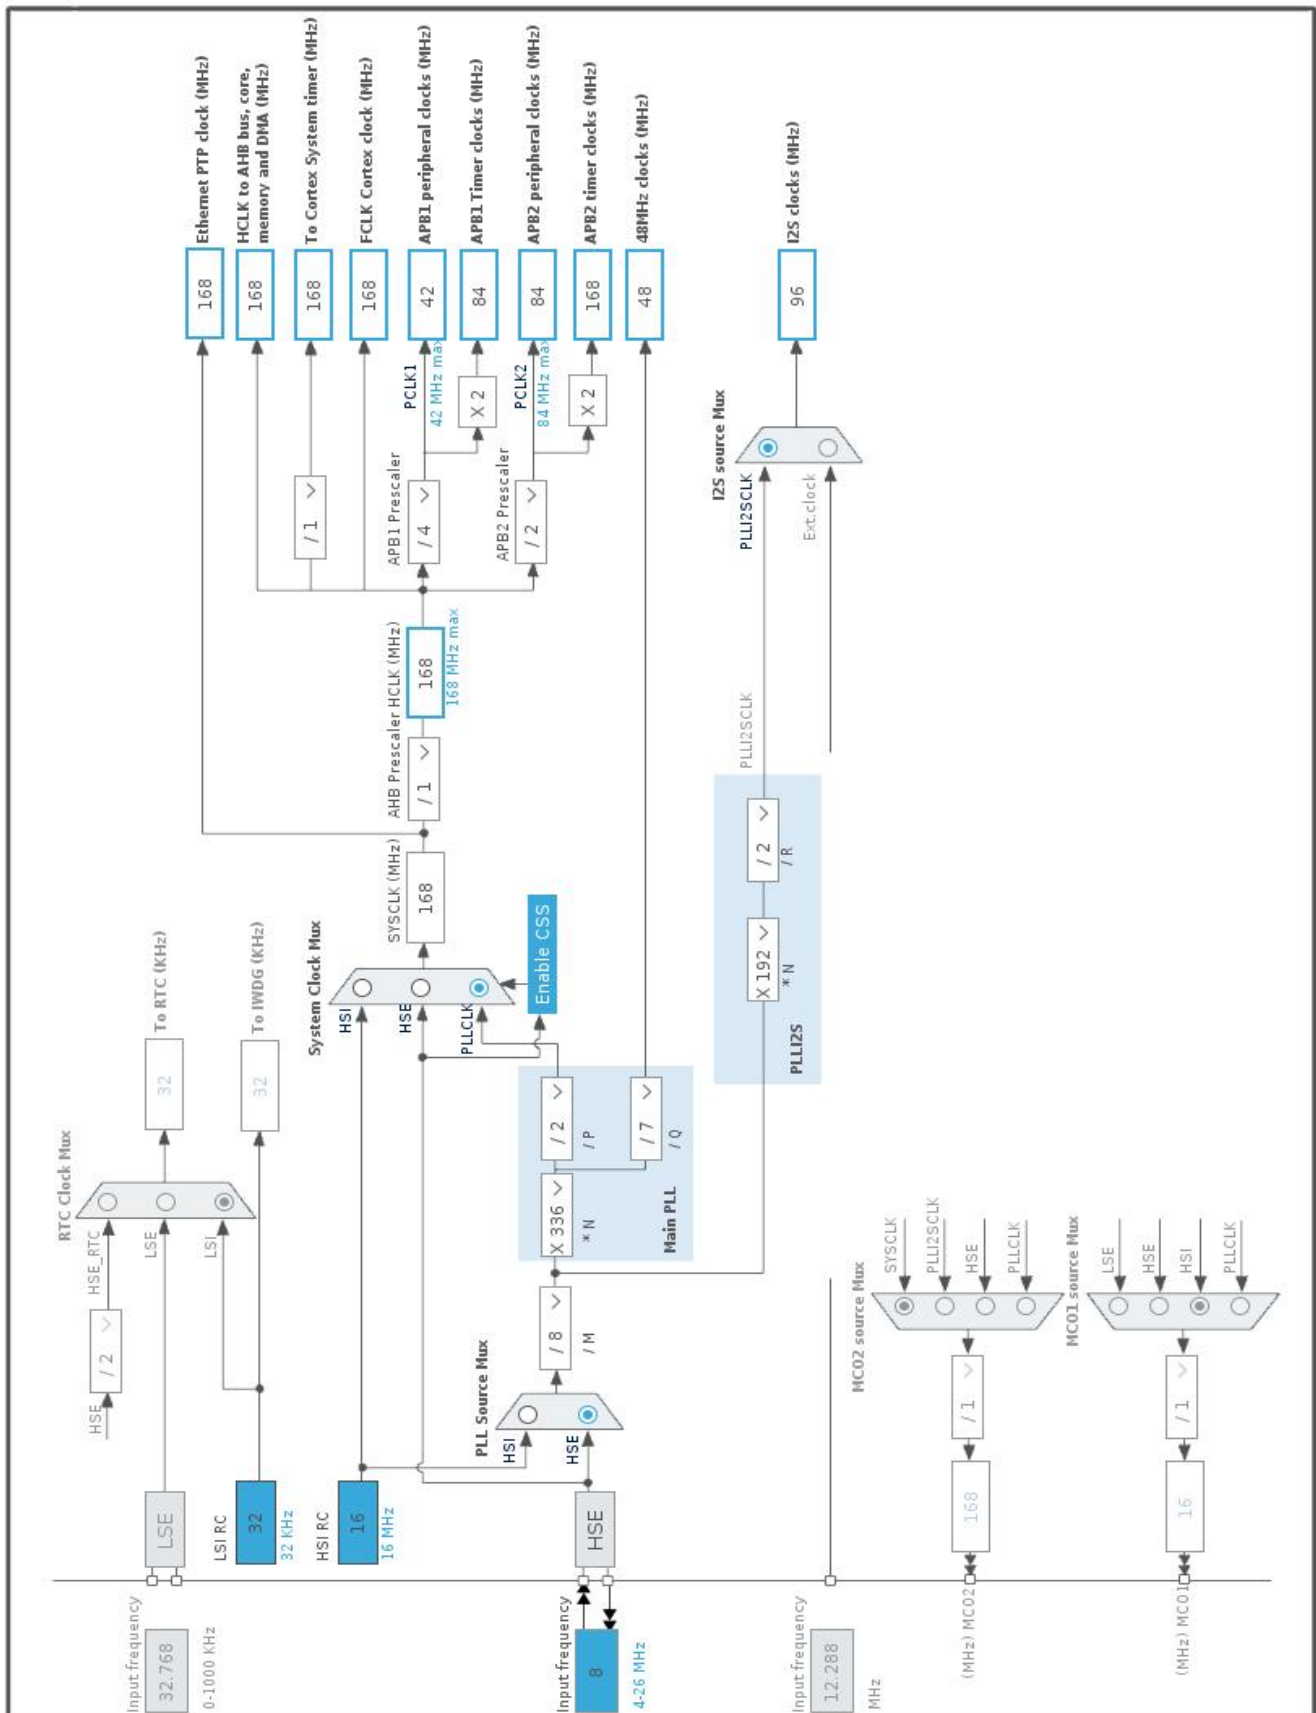 Input frequency
32.768
0-1000 KHz
LSE
HSE
/ 2
HSE_RTC
LSE
LSI
RTC Clock Mux
32
To RTC (KHz)
LSI RC
32
32 KHz
32
To IWDG (KHz)
HSI RC
16
16 MHz
System Clock Mux
HSI
HSE
PLLCLK
Enable CSS
SYSCLK (MHz)
168
AHB Prescaler
/ 1
HCLK (MHz)
168
168 MHz max
168
Ethernet PTP clock (MHz)
168
HCLK to AHB bus, core,
memory and DMA (MHz)
/ 1
168
To Cortex System timer (MHz)
168
FCLK Cortex clock (MHz)
APB1 Prescaler
/ 4
PCLK1
42 MHz max
42
APB1 peripheral clocks (MHz)
X 2
84
APB1 Timer clocks (MHz)
APB2 Prescaler
/ 2
PCLK2
84 MHz max
84
APB2 peripheral clocks (MHz)
X 2
168
APB2 timer clocks (MHz)
48
48MHz clocks (MHz)
Input frequency
8
4-26 MHz
HSE
PLL Source Mux
HSI
HSE
/ 8
/ M
X 336
* N
/ 2
/ P
/ 7
/ Q
Main PLL
X 192
* N
/ 2
/ R
PLLI2S
PLLI2SCLK
I2S source Mux
PLLI2SCLK
Ext.clock
96
I2S clocks (MHz)
Input frequency
12.288
MHz
MCO2 source Mux
SYSCLK
PLLI2SCLK
HSE
PLLCLK
/ 1
168
(MHz) MCO2
MCO1 source Mux
LSE
HSE
HSI
PLLCLK
/ 1
16
(MHz) MCO1